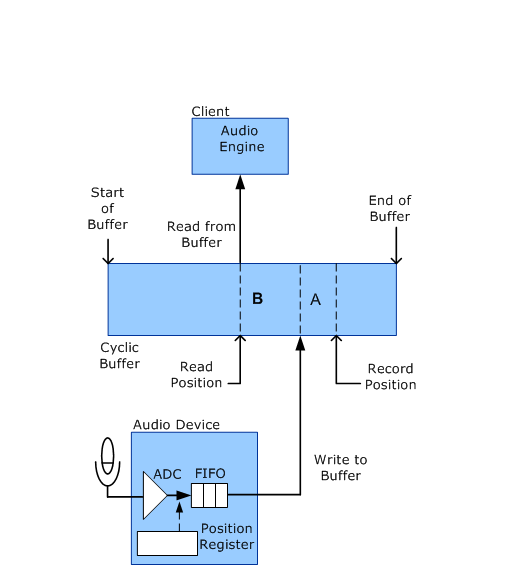 Client
Audio
Engine
Start
of
Buffer
End of
Buffer
Read from
Buffer
B
A
Cyclic
Buffer
Read
Position
Record
Position
Audio Device
ADC
FIFO
Write to
Buffer
Position
Register